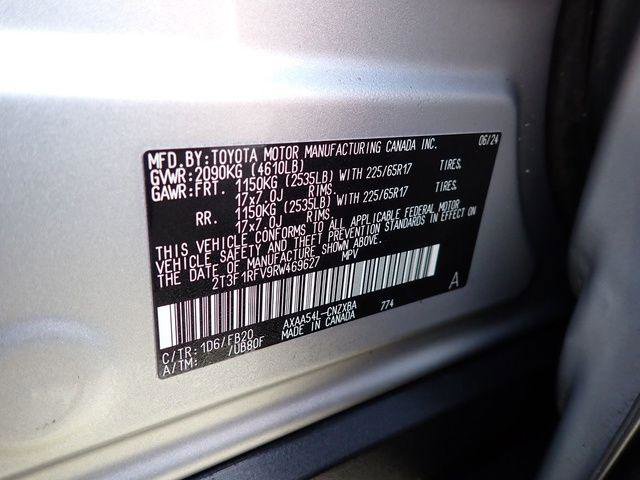 MFD.BY:TOYOTA MOTOR MANUFACTURING CANADA INC. 06/24
GVWR:2090KG (4610LB)
GAWR:FRT. 1150KG (2535LB) WITH 225/65R17 TIRES.
17x7.0J RIMS.
RR. 1150KG (2535LB) WITH 225/65R17 TIRES.
17x7.0J RIMS.
THIS VEHICLE CONFORMS TO ALL APPLICABLE FEDERAL MOTOR
VEHICLE SAFETY AND THEFT PREVENTION STANDARDS IN EFFECT ON
THE DATE OF MANUFACTURE SHOWN ABOVE.
2T3F1RFV9RW469627 MPV
A
C/TR: 1D6/FB20 AXAA54L-CNZXBA 774
A/TM: /UB80F MADE IN CANADA